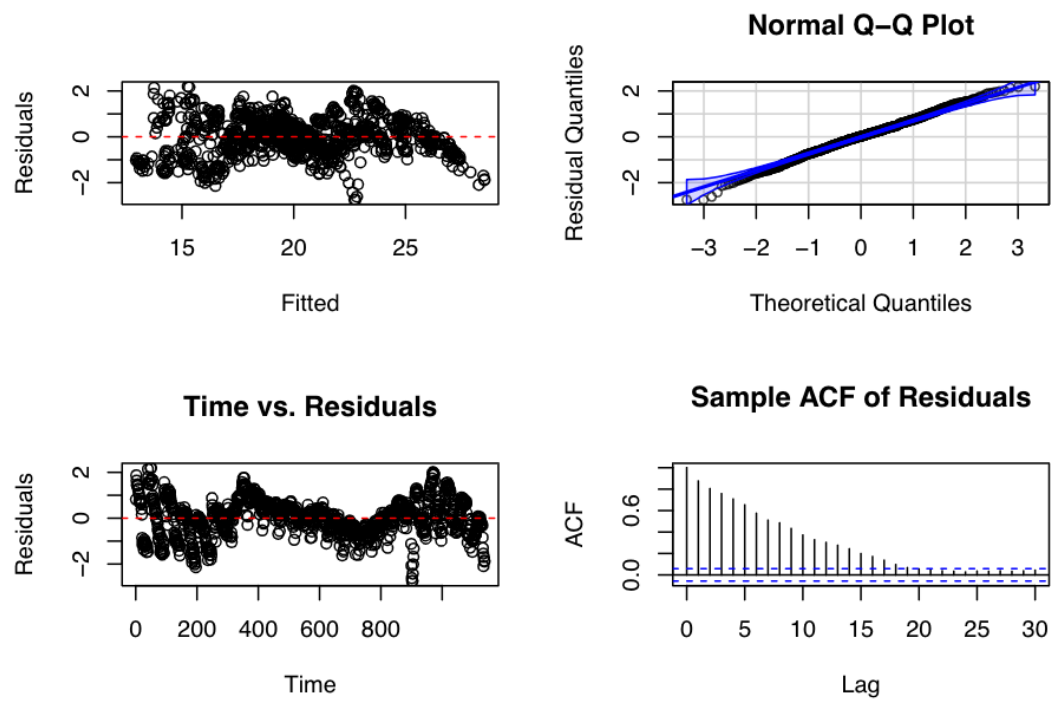 Residuals
2
0
−2
15 20 25
Fitted
Normal Q−Q Plot
Residual Quantiles
2
0
−2
−3 −2 −1 0 1 2 3
Theoretical Quantiles
Time vs. Residuals
Residuals
2
0
−2
0 200 400 600 800
Time
Sample ACF of Residuals
ACF
0.6
0.0
0 5 10 15 20 25 30
Lag